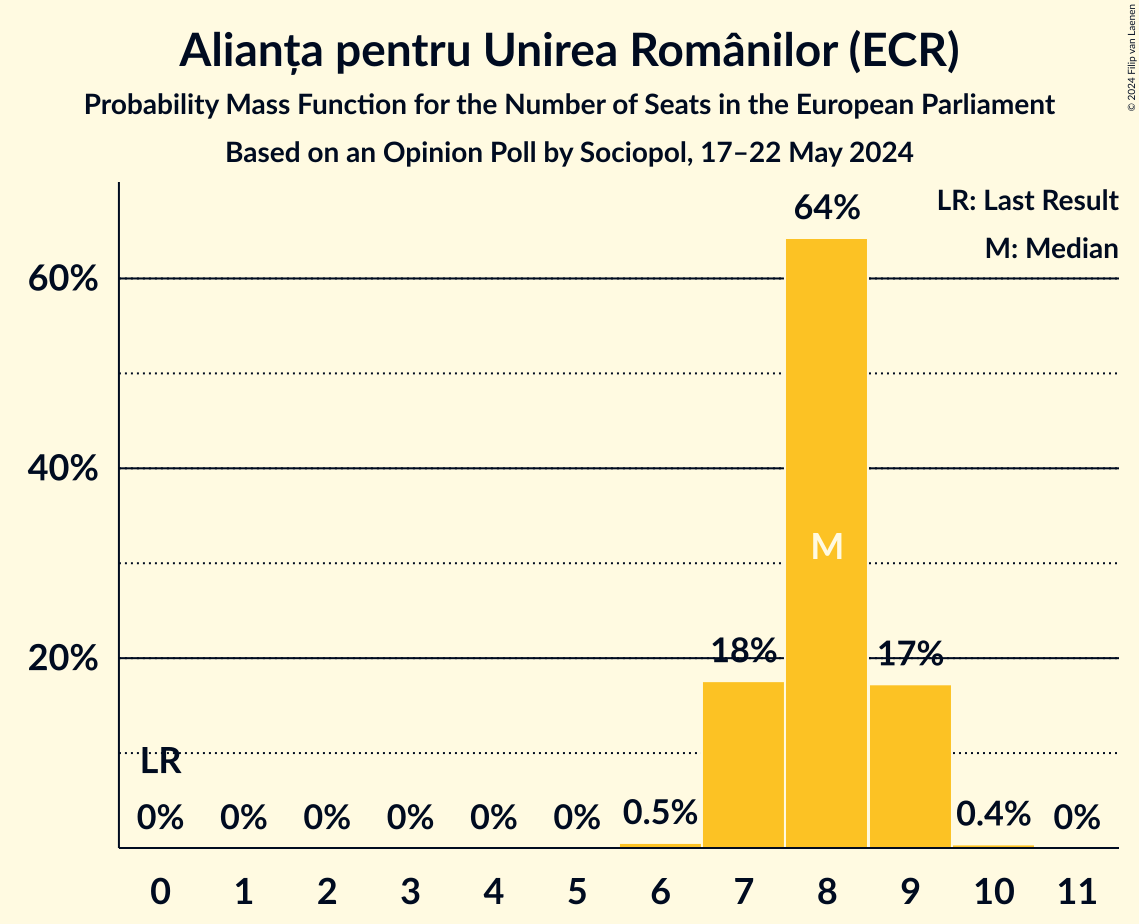 Alianța pentru Unirea Românilor (ECR)
Probability Mass Function for the Number of Seats in the European Parliament
Based on an Opinion Poll by Sociopol, 17–22 May 2024
© 2024 Filip van Laenen
LR: Last Result
M: Median
64%
60%
40%
M
20%
18%
17%
LR
0%
0%
0%
0%
0%
0%
0.5%
0.4%
0%
0 1 2 3 4 5 6 7 8 9 10 11